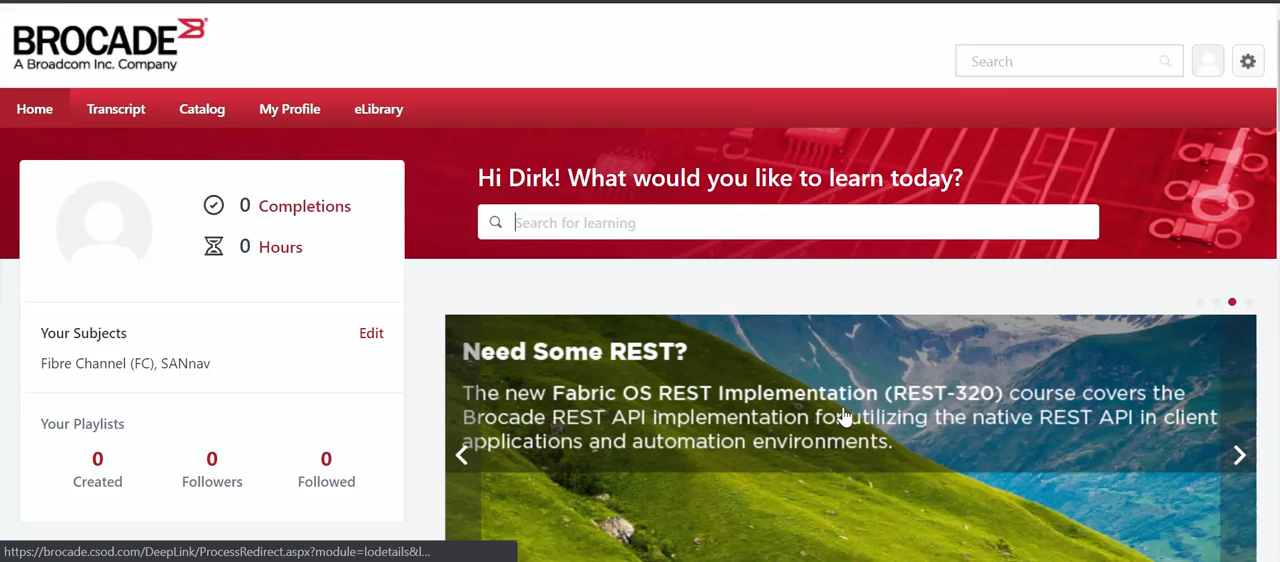 BROCADE
A Broadcom Inc. Company
Search
Home Transcript Catalog My Profile eLibrary
Hi Dirk! What would you like to learn today?
Search for learning
0 Completions
0 Hours
Your Subjects Edit
Fibre Channel (FC), SANnav
Your Playlists
0 0 0
Created Followers Followed
Need Some REST?
The new Fabric OS REST Implementation (REST-320) course covers the
Brocade REST API implementation for utilizing the native REST API in client
applications and automation environments.
https://brocade.csod.com/DeepLink/ProcessRedirect.aspx?module=lodetails&l...